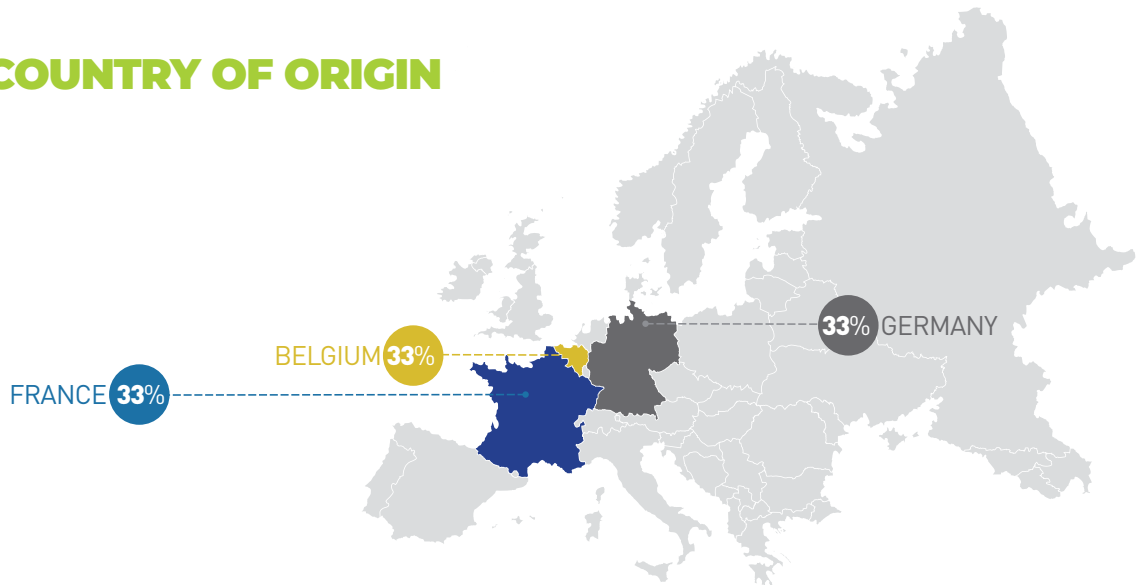 COUNTRY OF ORIGIN
33% GERMANY
BELGIUM 33%
FRANCE 33%